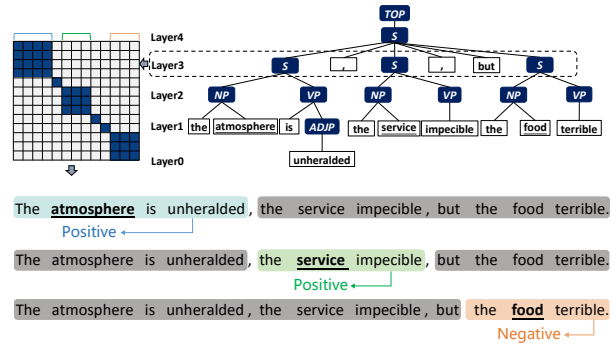 TOP
Layer4
S
Layer3
S , S , but S
Layer2
NP VP NP VP NP VP
Layer1
the atmosphere is ADJP the service impecible the food terrible
Layer0
unheralded
The atmosphere is unheralded, the service impecible, but the food terrible.
Positive
The atmosphere is unheralded, the service impecible, but the food terrible.
Positive
The atmosphere is unheralded, the service impecible, but the food terrible.
Negative